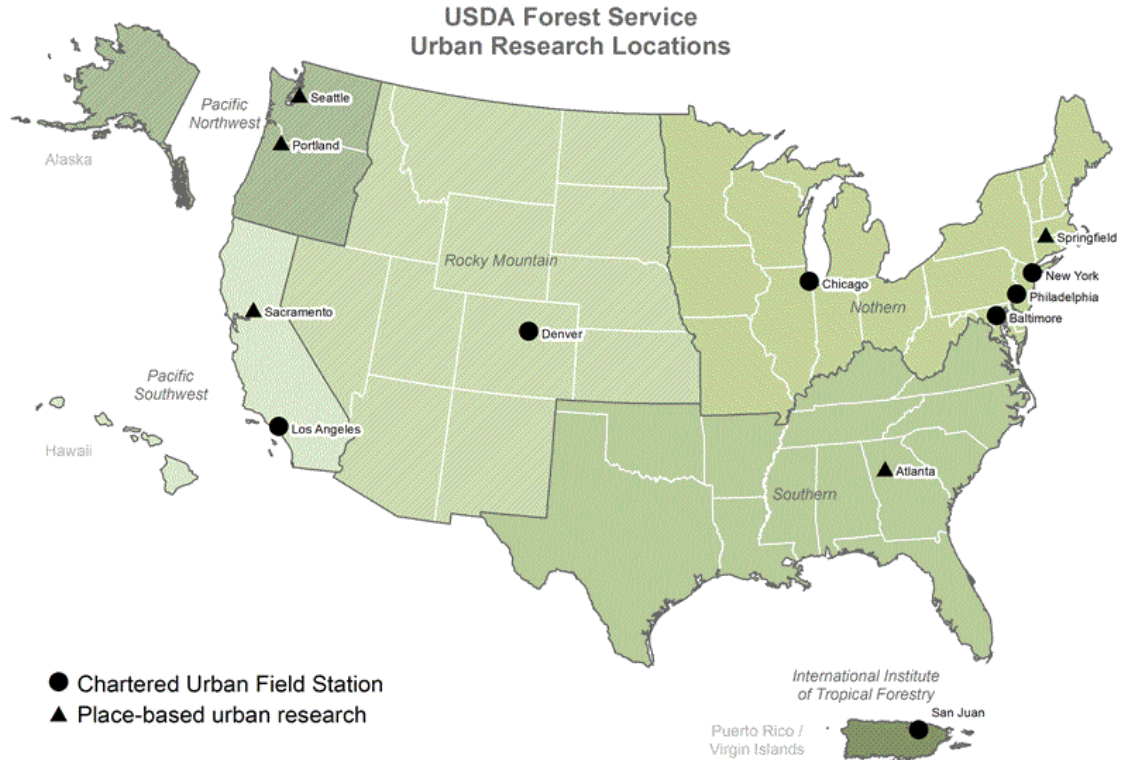 USDA Forest Service
Urban Research Locations
Pacific
Northwest
Seattle
Portland
Alaska
Springfield
Rocky Mountain
New York
Chicago
Philadelphia
Nothern
Sacramento
Baltimore
Denver
Pacific
Southwest
Los Angeles
Hawaii
Atlanta
Southern
Chartered Urban Field Station
Place-based urban research
International Institute
of Tropical Forestry
San Juan
Puerto Rico /
Virgin Islands